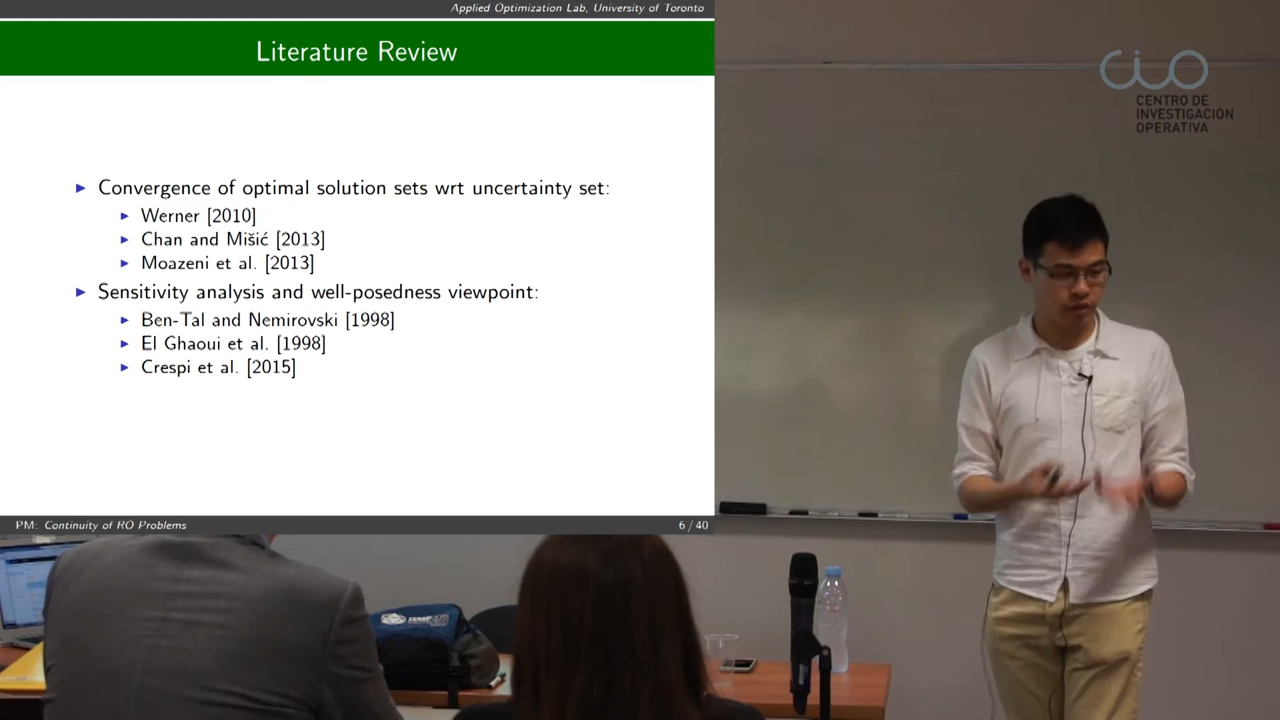 Applied Optimization Lab, University of Toronto
Literature Review
► Convergence of optimal solution sets wrt uncertainty set:
► Werner [2010]
► Chan and Mišić [2013]
► Moazeni et al. [2013]
► Sensitivity analysis and well-posedness viewpoint:
► Ben-Tal and Nemirovski [1998]
► El Ghaoui et al. [1998]
► Crespi et al. [2015]
PM: Continuity of RO Problems
6 / 40
CIO
CENTRO DE
INVESTIGACION
OPERATIVA